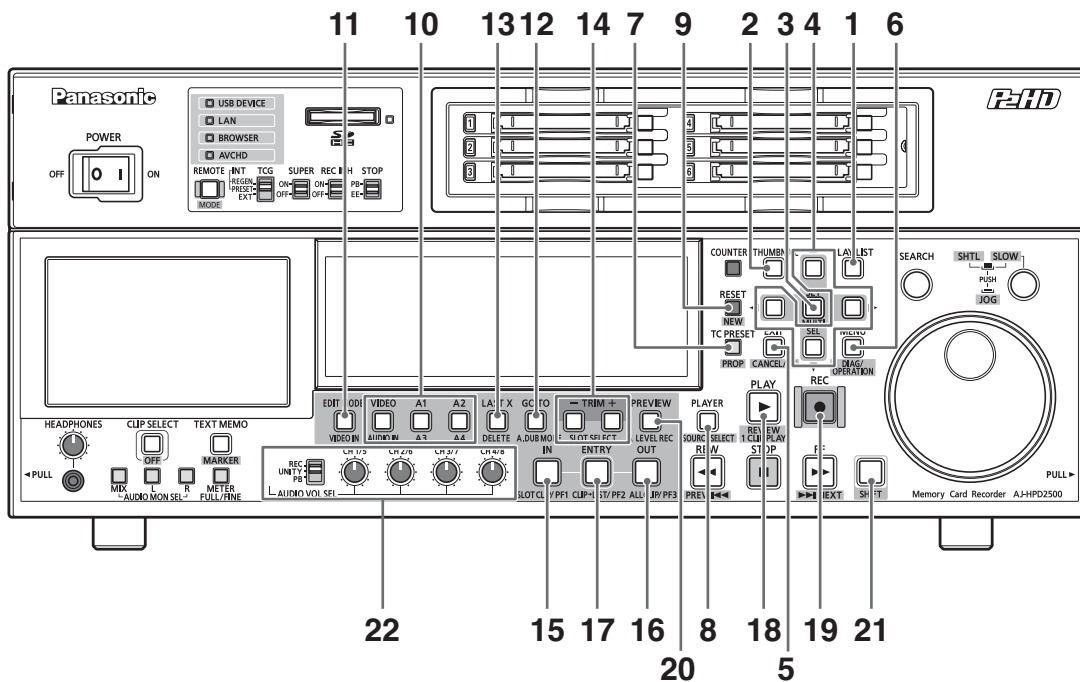 11 10 13 12 14 7 9 2 3 4 1 6
Panasonic
P2HD
POWER
OFF
ON
USB DEVICE
LAN
BROWSER
AVCHD
SD
HC
1
2
3
4
5
6
REMOTE
MODE
INT
TCG
REGEN
PRESET
EXT
SUPER
ON
OFF
REC INH
ON
OFF
STOP
PB
EE
COUNTER
RESET
NEW
TC PRESET
PROP
SEL
MENU
DIAG/
OPERATION
CANCEL/
SEARCH
SHTL
SLOW
PUSH
JOG
EDIT MODE
VIDEO IN
VIDEO
AUDIO IN
A1
A3
A2
A4
LAST X
DELETE
GO TO
A.DUB MODE
– TRIM +
SLOT SELECT
PREVIEW
LEVEL REC
PLAYER
SOURCE SELECT
PLAY
REVIEW
1 CLIP PLAY
REC
HEADPHONES
◄PULL
CLIP SELECT
OFF
TEXT MEMO
MARKER
MIX
L
R
AUDIO MON SEL
METER
FULL/FINE
REC
UNITY
PB
AUDIO VOL SEL
CH 1/5
CH 2/6
CH 3/7
CH 4/8
IN
ENTRY
OUT
SLOT CLIP/ PF1
CLIP➔LIST/ PF2
ALL CLIP/ PF3
REW
PREV
STOP
FF
NEXT
SHIFT
PULL►
Memory Card Recorder AJ-HPD2500
22 15 17 16 8 18 19 21
20 5